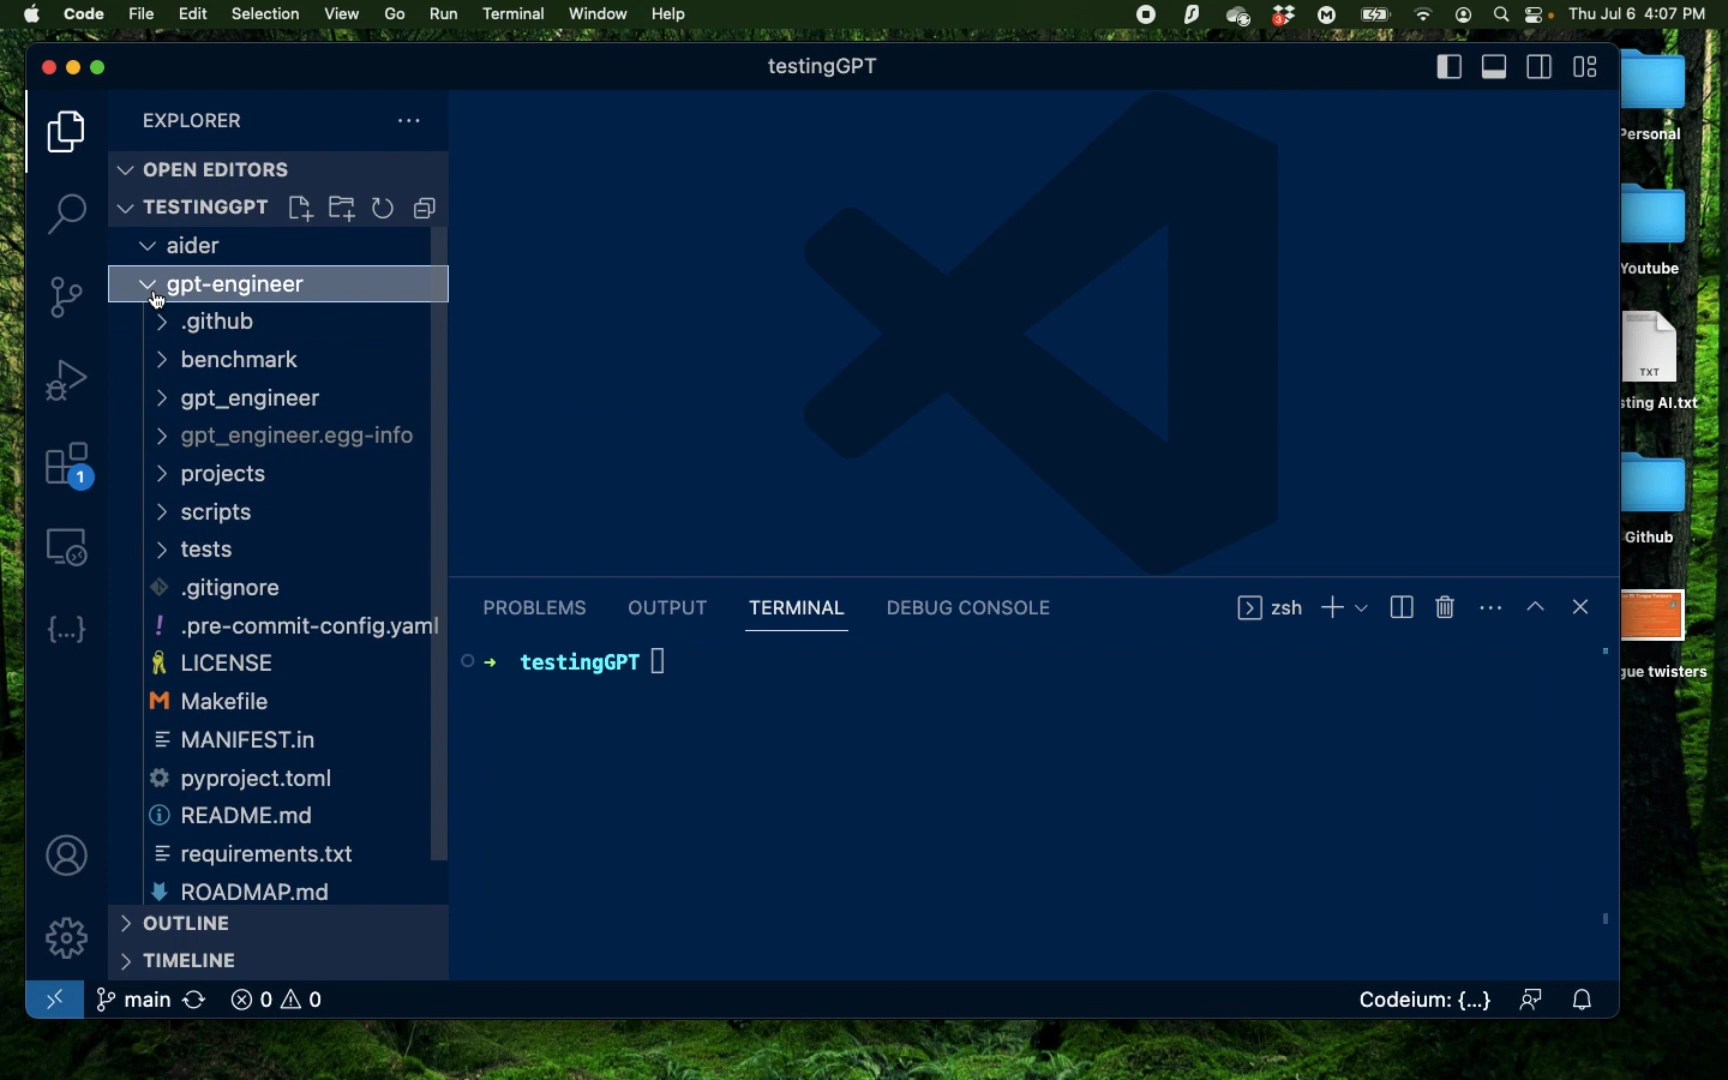 Code File Edit Selection View Go Run Terminal Window Help 3 Thu Jul 6 4:07 PM
testingGPT
EXPLORER
OPEN EDITORS
TESTINGGPT
aider
gpt-engineer
.github
benchmark
gpt_engineer
gpt_engineer.egg-info
projects
scripts
tests
.gitignore
.pre-commit-config.yaml
LICENSE
Makefile
MANIFEST.in
pyproject.toml
README.md
requirements.txt
ROADMAP.md
OUTLINE
TIMELINE
1
{...}
PROBLEMS OUTPUT TERMINAL DEBUG CONSOLE zsh
→ testingGPT
main 0 0 Codeium: {...}
Personal
Youtube
TXT
sting AI.txt
Github
gue twisters